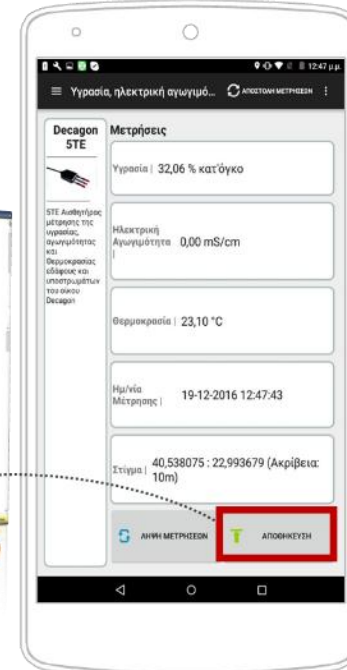 12:47 μμ
Υγρασία, ηλεκτρική αγωγιμό... ΑΠΟΣΤΟΛΗ ΜΕΤΡΗΣΕΩΝ
Decagon
5TE
5TE Αισθητήρας
μέτρησης της
υγρασίας,
αγωγιμότητας
και
θερμοκρασίας
εδάφους και
υποστρωμάτων
του οίκου
Decagon
Μετρήσεις
Υγρασία | 32,06 % κατ'όγκο
Ηλεκτρική
Αγωγιμότητα 0,00 mS/cm
|
Θερμοκρασία | 23,10 °C
Ημ/νία
Μέτρησης | 19-12-2016 12:47:43
Στίγμα | 40,538075 : 22,993679 (Ακρίβεια:
10m)
ΛΗΨΗ ΜΕΤΡΗΣΕΩΝ
ΑΠΟΘΗΚΕΥΣΗ